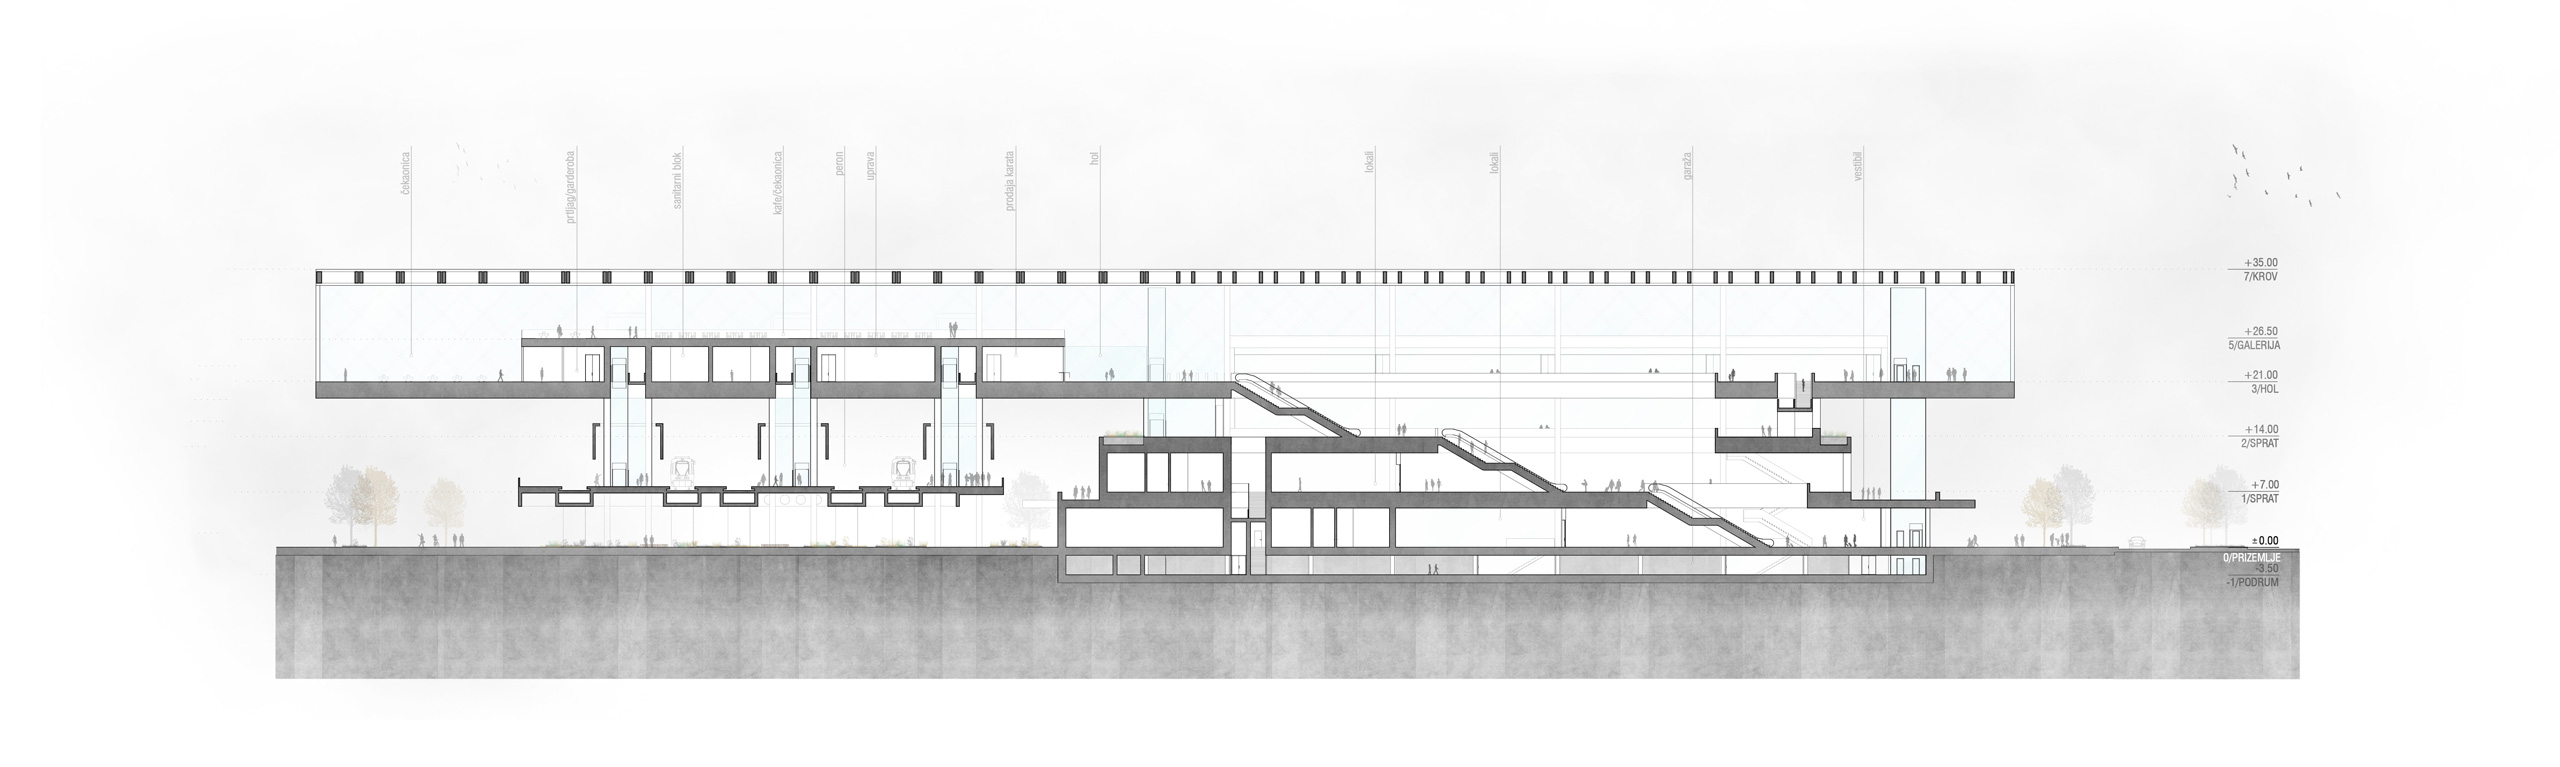 čekaonica
prtljag/garderoba
sanitarni blok
kafe/čekaonica
peron
uprava
prodaja karata
hol
lokali
lokali
garaža
vestibil
+35.00
7/KROV
+26.50
5/GALERIJA
+21.00
3/HOL
+14.00
2/SPRAT
+7.00
1/SPRAT
±0.00
0/PRIZEMLJE
-3.50
-1/PODRUM